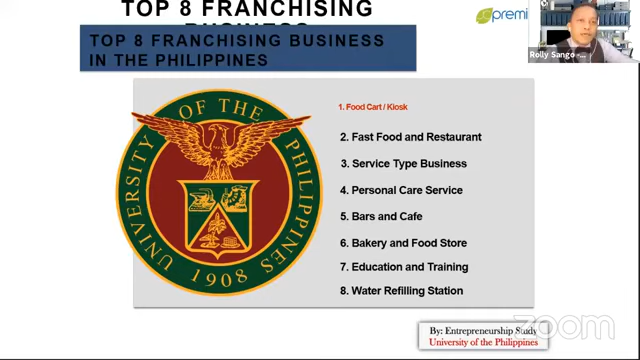 TOP 8 FRANCHISING
TOP 8 FRANCHISING BUSINESS
IN THE PHILIPPINES
premi
Rolly Sango -...
UNIVERSITY OF THE PHILIPPINES
1908
1. Food Cart / Kiosk
2. Fast Food and Restaurant
3. Service Type Business
4. Personal Care Service
5. Bars and Cafe
6. Bakery and Food Store
7. Education and Training
8. Water Refilling Station
By: Entrepreneurship Study
University of the Philippines
zoom